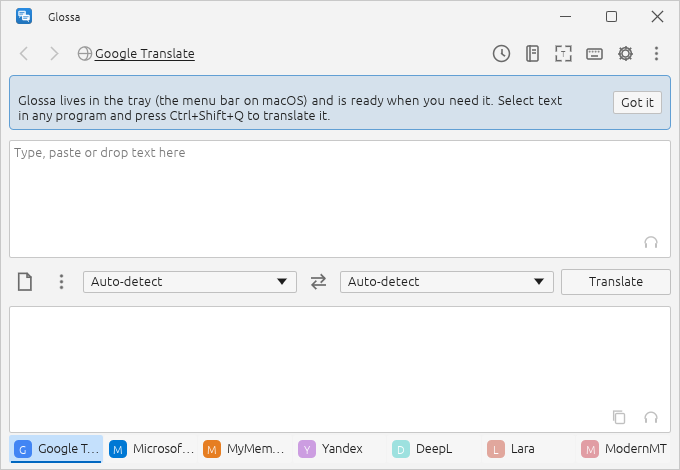 Glossa
Google Translate
Glossa lives in the tray (the menu bar on macOS) and is ready when you need it. Select text
in any program and press Ctrl+Shift+Q to translate it.
Got it
Type, paste or drop text here
Auto-detect
Auto-detect
Translate
G Google T...
M Microsof...
M MyMem...
Y Yandex
D DeepL
L Lara
M ModernMT